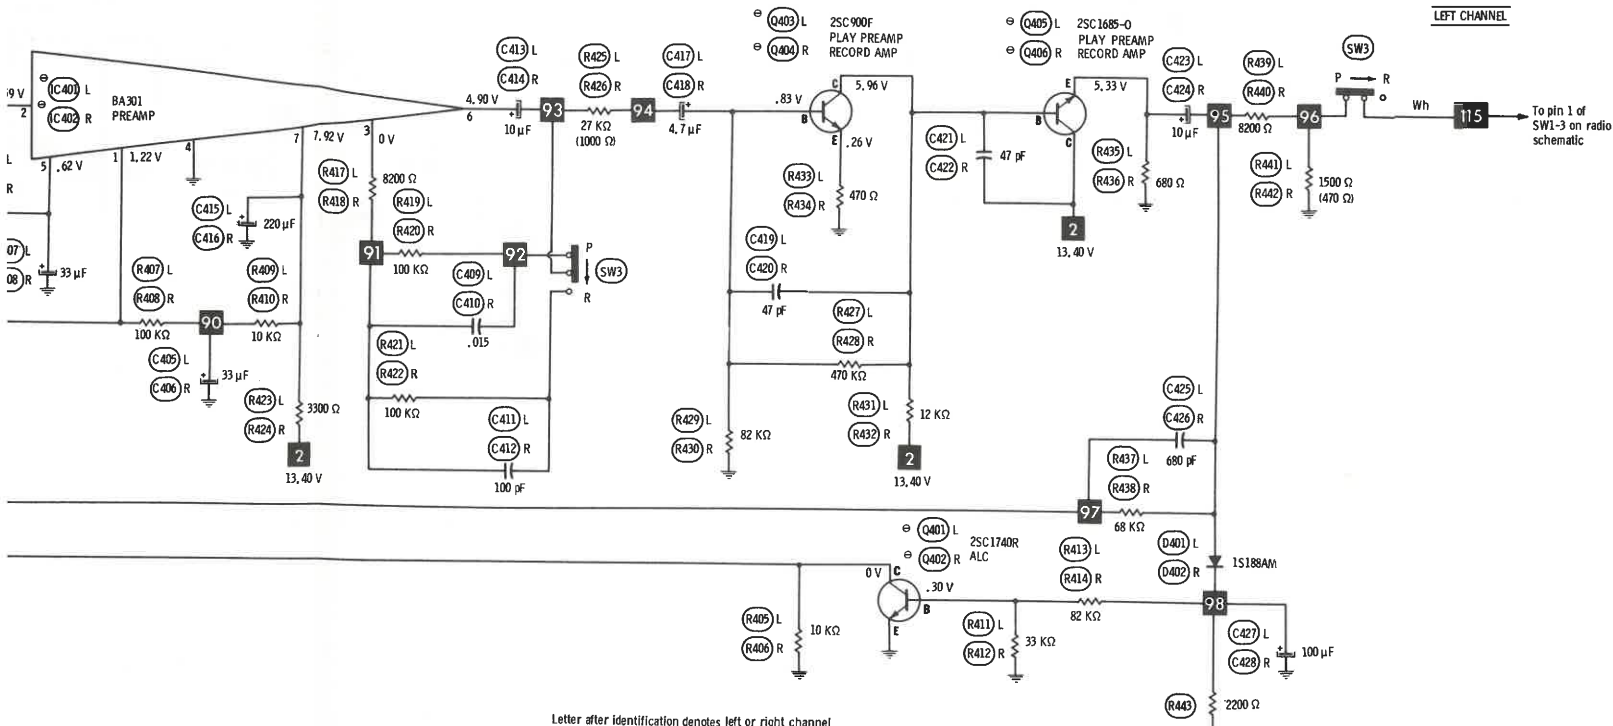 LEFT CHANNEL
⊖ Q403 L
⊖ Q404 R
2SC900F
PLAY PREAMP
RECORD AMP
⊖ Q405 L
⊖ Q406 R
2SC1685-O
PLAY PREAMP
RECORD AMP
SW3
P → R
C413 L
C414 R
10 µF
R425 L
R426 R
27 KΩ
(1000 Ω)
C417 L
C418 R
4.7 µF
C423 L
C424 R
10 µF
R439 L
R440 R
8200 Ω
⊖ IC401 L
⊖ IC402 R
BA301
PREAMP
2
4.90 V
6
93
94
.83 V
B
C
5.96 V
E
.26 V
B
E
5.33 V
C
95
96
Wh
115
To pin 1 of
SW1-3 on radio
schematic
5
.62 V
1
1.22 V
4
7
7.92 V
3
0 V
L
R
R417 L
R418 R
8200 Ω
C415 L
C416 R
220 µF
R419 L
R420 R
100 KΩ
91
92
P
R
SW3
R433 L
R434 R
470 Ω
C421 L
C422 R
47 pF
R435 L
R436 R
680 Ω
R441 L
R442 R
1500 Ω
(470 Ω)
2
13.40 V
07 L
08 R
33 µF
R407 L
R408 R
100 KΩ
R409 L
R410 R
10 KΩ
90
C409 L
C410 R
.015
C419 L
C420 R
47 pF
R427 L
R428 R
470 KΩ
C405 L
C406 R
33 µF
R421 L
R422 R
100 KΩ
R423 L
R424 R
3300 Ω
2
13.40 V
C411 L
C412 R
100 pF
R429 L
R430 R
82 KΩ
R431 L
R432 R
12 KΩ
2
13.40 V
C425 L
C426 R
680 pF
R437 L
R438 R
68 KΩ
97
⊖ Q401 L
⊖ Q402 R
2SC1740R
ALC
0 V
C
.30 V
B
E
R413 L
R414 R
82 KΩ
D401 L
D402 R
1S188AM
98
R405 L
R406 R
10 KΩ
R411 L
R412 R
33 KΩ
C427 L
C428 R
100 µF
R443
2200 Ω
Letter after identification denotes left or right channel